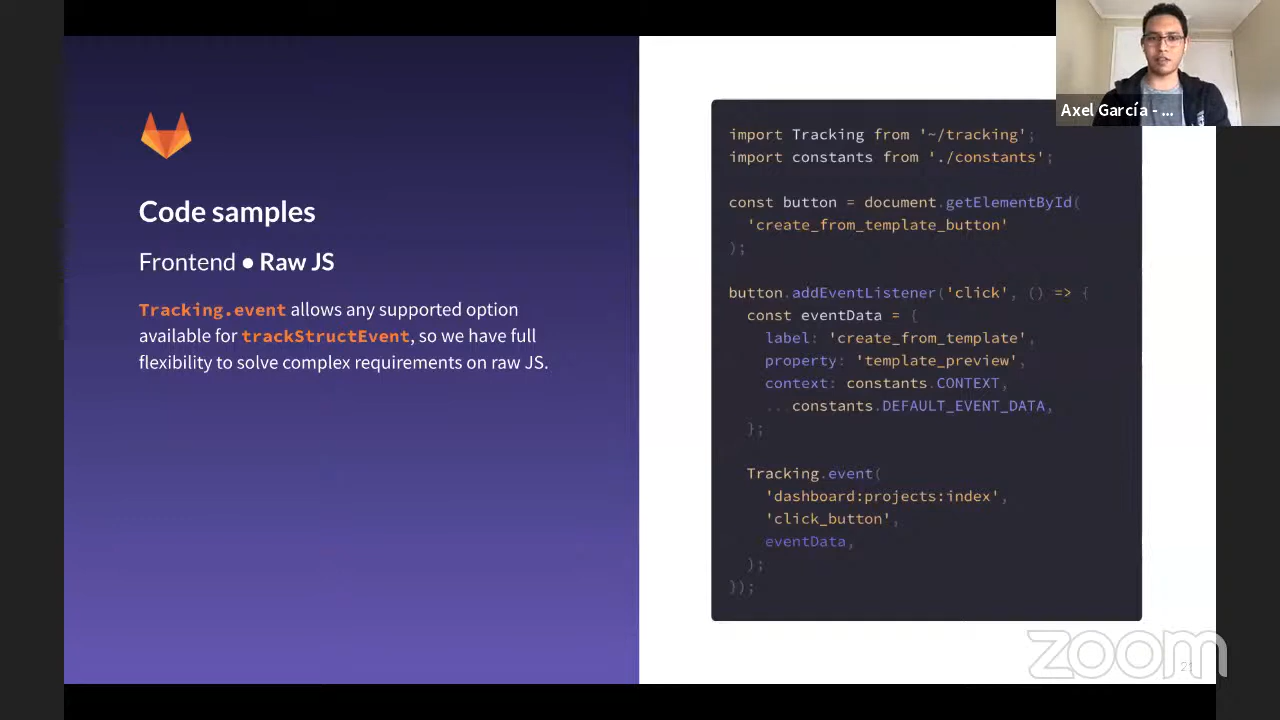 Code samples
Frontend • Raw JS
Tracking.event allows any supported option
available for trackStructEvent, so we have full
flexibility to solve complex requirements on raw JS.
import Tracking from '~/tracking';
import constants from './constants';
const button = document.getElementById(
'create_from_template_button'
);
button.addEventListener('click', () => {
const eventData = {
label: 'create_from_template',
property: 'template_preview',
context: constants.CONTEXT,
...constants.DEFAULT_EVENT_DATA,
};
Tracking.event(
'dashboard:projects:index',
'click_button',
eventData,
);
});
Axel García - ...
zoom